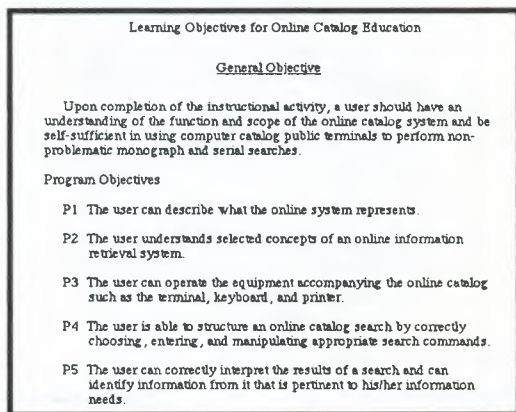 Learning Objectives for Online Catalog Education
General Objective
Upon completion of the instructional activity, a user should have an
understanding of the function and scope of the online catalog system and be
self-sufficient in using computer catalog public terminals to perform non-
problematic monograph and serial searches.
Program Objectives
P1 The user can describe what the online system represents.
P2 The user understands selected concepts of an online information
retrieval system.
P3 The user can operate the equipment accompanying the online catalog
such as the terminal, keyboard, and printer.
P4 The user is able to structure an online catalog search by correctly
choosing, entering, and manipulating appropriate search commands.
P5 The user can correctly interpret the results of a search and can
identify information from it that is pertinent to his/her information
needs.